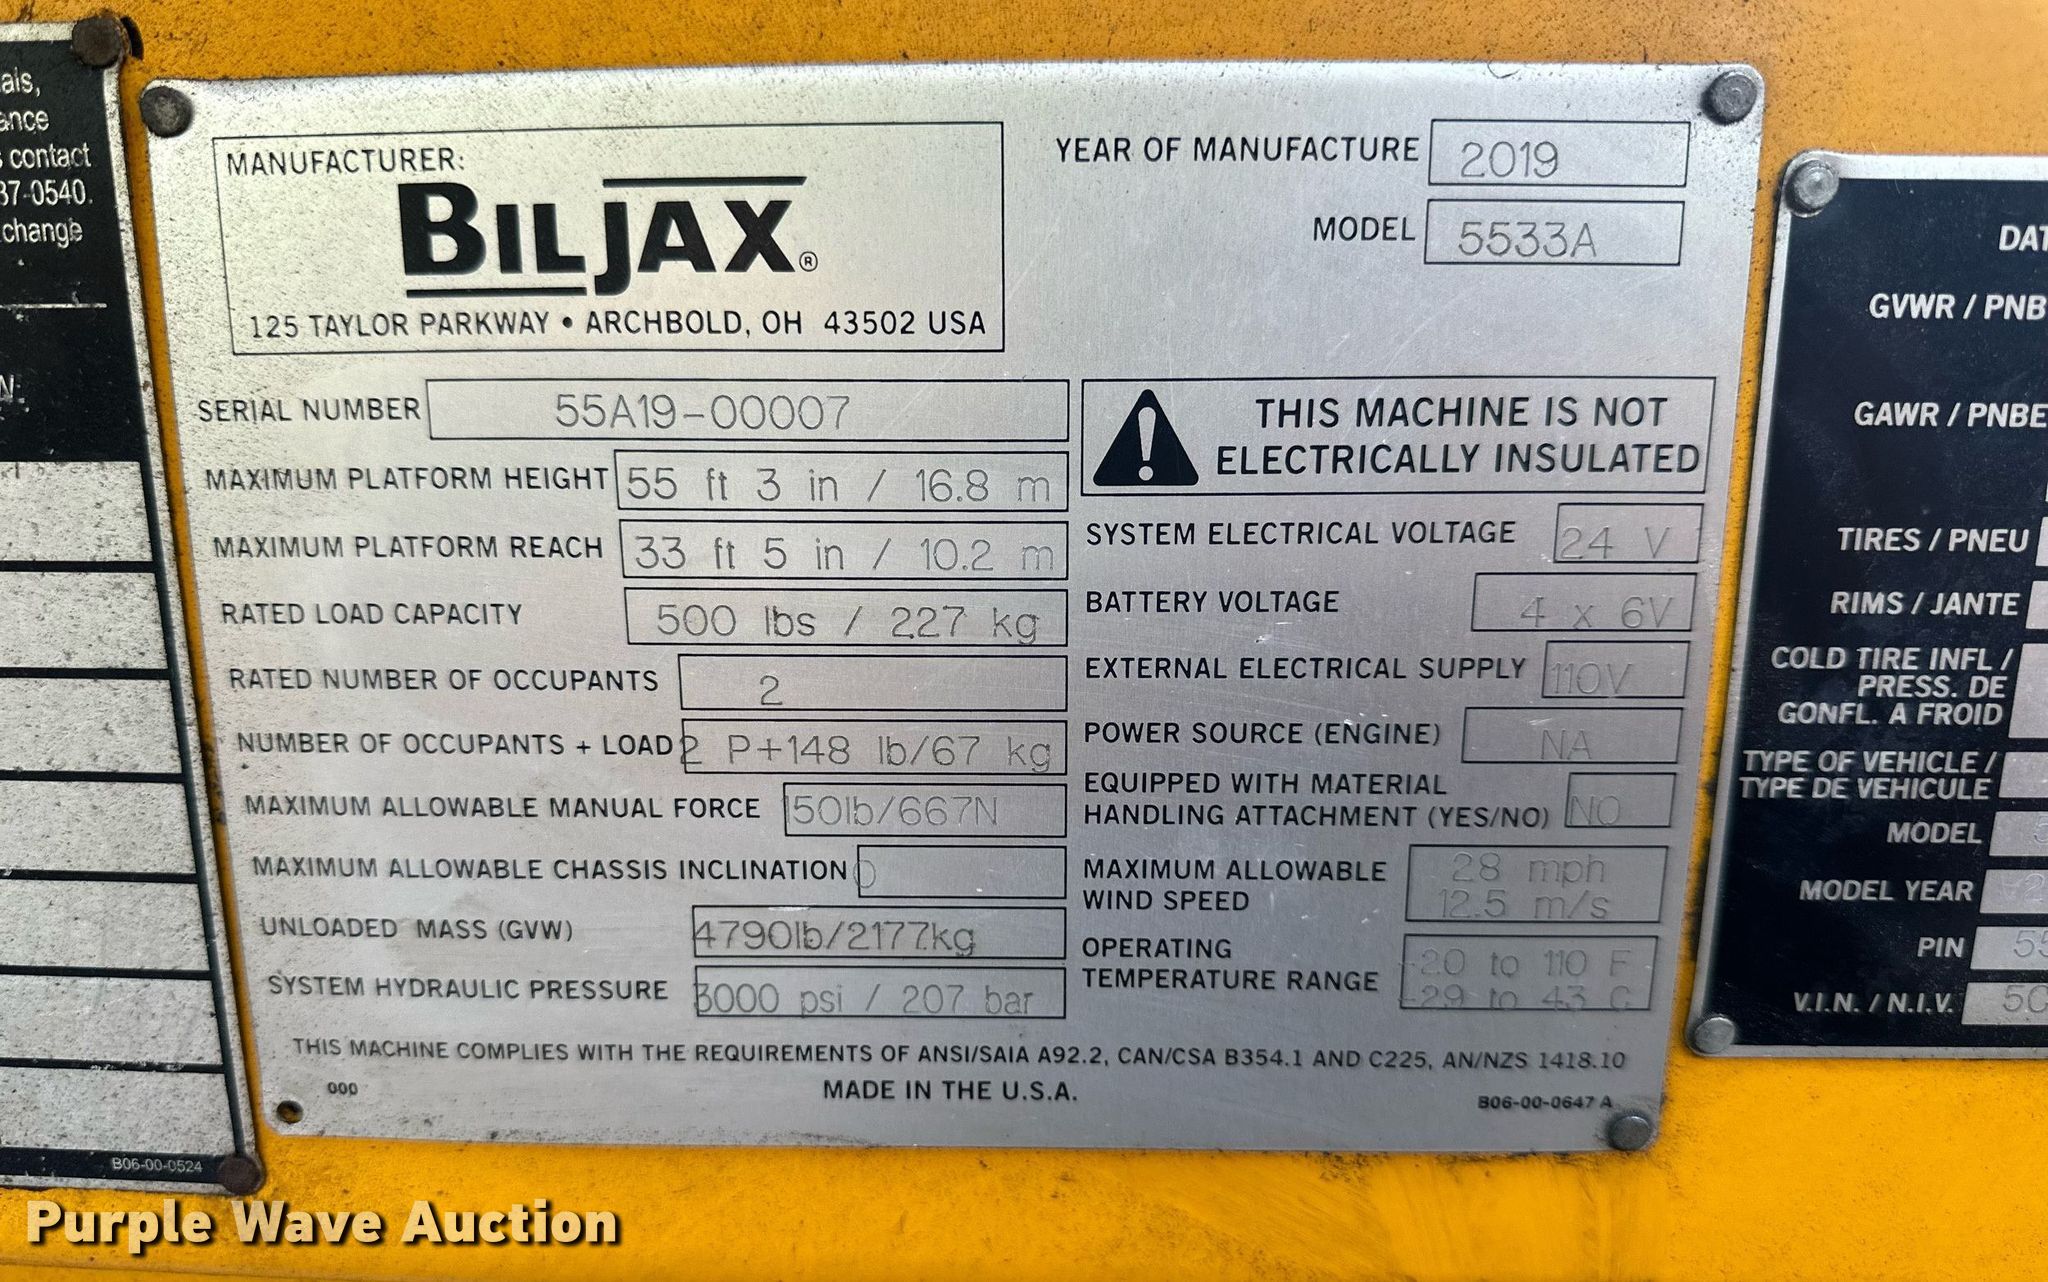 ais,
ance
s contact
37-0540.
change
N:
B06-00-0524
MANUFACTURER:
BILJAX®
125 TAYLOR PARKWAY • ARCHBOLD, OH 43502 USA
YEAR OF MANUFACTURE 2019
MODEL 5533A
SERIAL NUMBER 55A19-00007
MAXIMUM PLATFORM HEIGHT 55 ft 3 in / 16.8 m
MAXIMUM PLATFORM REACH 33 ft 5 in / 10.2 m
RATED LOAD CAPACITY 500 lbs / 227 kg
RATED NUMBER OF OCCUPANTS 2
NUMBER OF OCCUPANTS + LOAD 2 P+148 lb/67 kg
MAXIMUM ALLOWABLE MANUAL FORCE 150lb/667N
MAXIMUM ALLOWABLE CHASSIS INCLINATION 0
UNLOADED MASS (GVW) 4790lb/2177kg
SYSTEM HYDRAULIC PRESSURE 3000 psi / 207 bar
THIS MACHINE IS NOT
ELECTRICALLY INSULATED
SYSTEM ELECTRICAL VOLTAGE 24 V
BATTERY VOLTAGE 4 x 6V
EXTERNAL ELECTRICAL SUPPLY 110V
POWER SOURCE (ENGINE) NA
EQUIPPED WITH MATERIAL
HANDLING ATTACHMENT (YES/NO) NO
MAXIMUM ALLOWABLE 28 mph
WIND SPEED 12.5 m/s
OPERATING -20 to 110 F
TEMPERATURE RANGE -29 to 43 C
THIS MACHINE COMPLIES WITH THE REQUIREMENTS OF ANSI/SAIA A92.2, CAN/CSA B354.1 AND C225, AN/NZS 1418.10
000
MADE IN THE U.S.A.
B06-00-0647 A
DAT
GVWR / PNB
GAWR / PNBE
TIRES / PNEU
RIMS / JANTE
COLD TIRE INFL /
PRESS. DE
GONFL. A FROID
TYPE OF VEHICLE /
TYPE DE VEHICULE
MODEL 5
MODEL YEAR 2
PIN 55
V.I.N. / N.I.V. 50
Purple Wave Auction